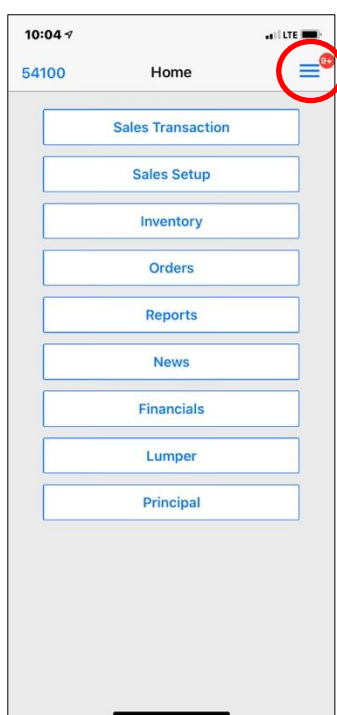 10:04 LTE
54100 Home 9+
Sales Transaction
Sales Setup
Inventory
Orders
Reports
News
Financials
Lumper
Principal